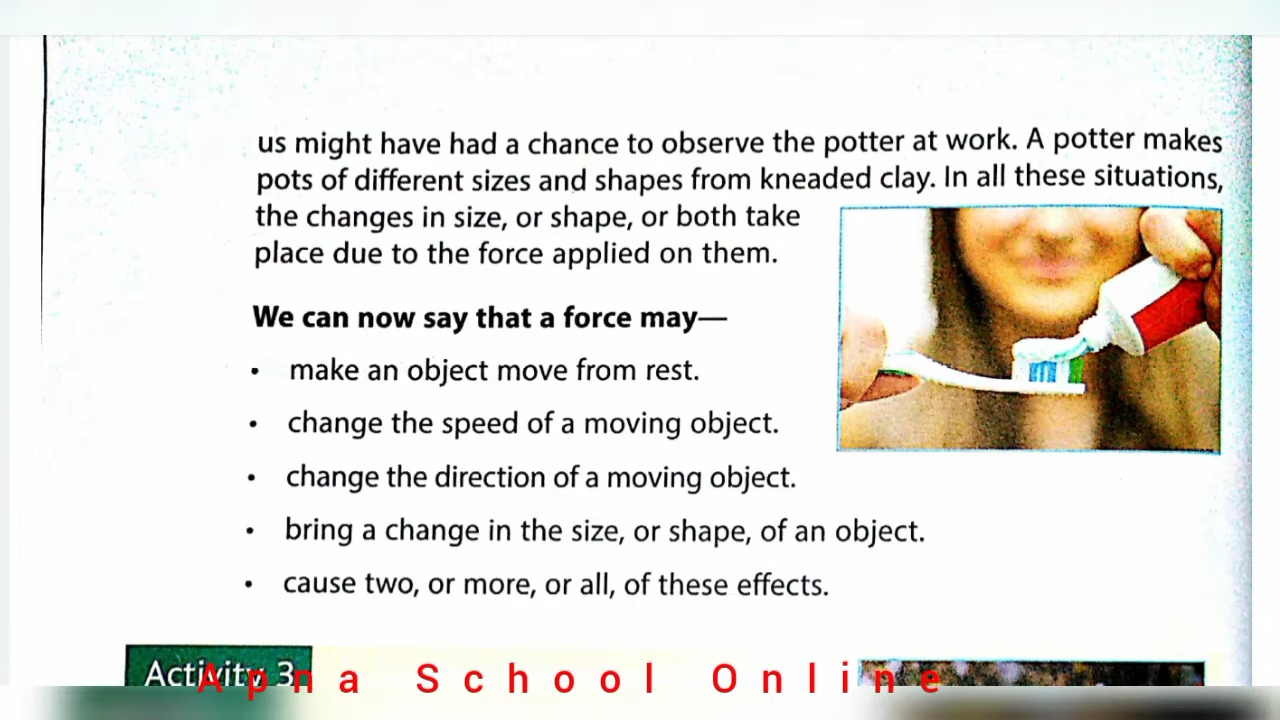 us might have had a chance to observe the potter at work. A potter makes
pots of different sizes and shapes from kneaded clay. In all these situations,
the changes in size, or shape, or both take
place due to the force applied on them.
We can now say that a force may—
• make an object move from rest.
• change the speed of a moving object.
• change the direction of a moving object.
• bring a change in the size, or shape, of an object.
• cause two, or more, or all, of these effects.
Activity 3
Apna School Online